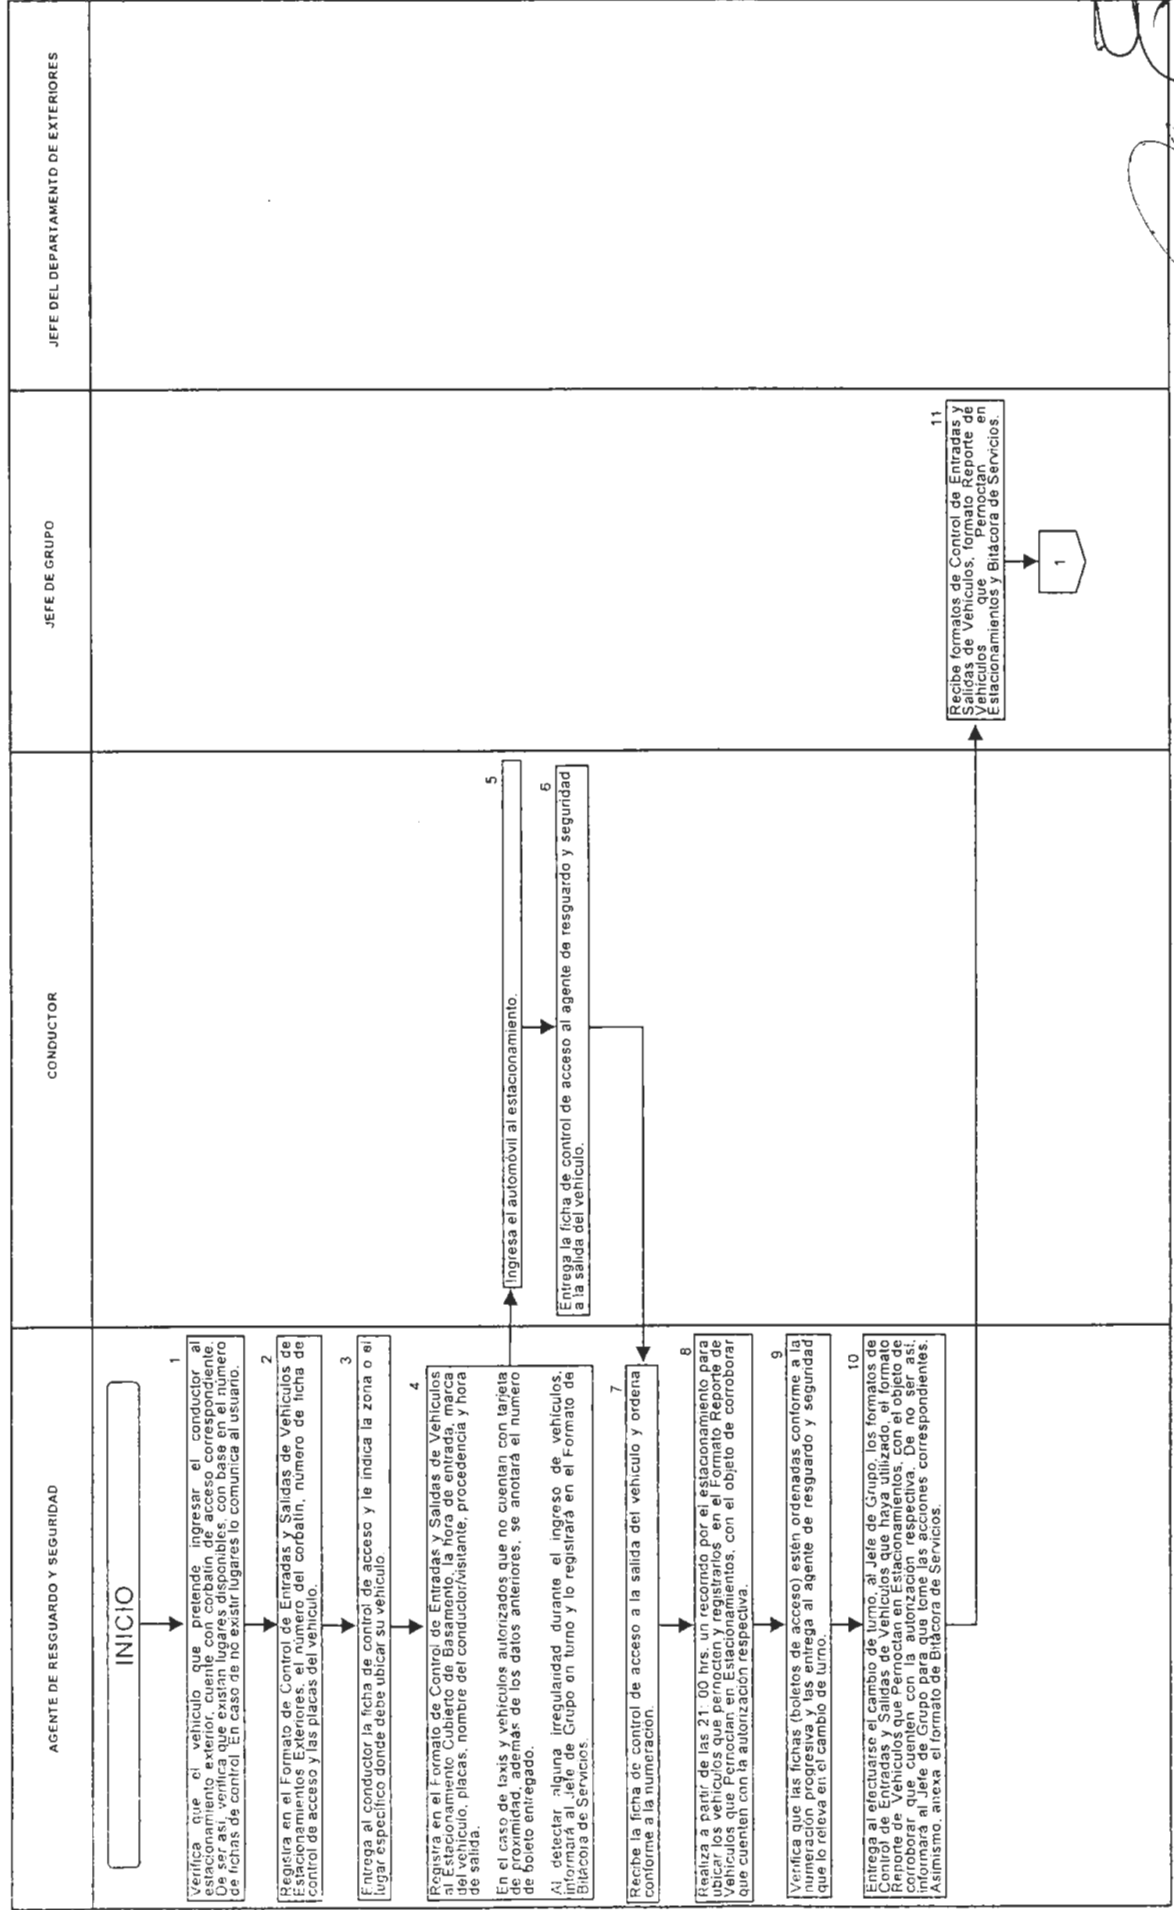 AGENTE DE RESGUARDO Y SEGURIDAD
CONDUCTOR
JEFE DE GRUPO
JEFE DEL DEPARTAMENTO DE EXTERIORES
INICIO
1
Verifica que el vehículo que pretende ingresar el conductor al
estacionamiento exterior, cuente con corbatín de acceso correspondiente.
De ser así, verifica que existan lugares disponibles, con base en el número
de fichas de control. En caso de no existir lugares lo comunica al usuario.
2
Registra en el Formato de Control de Entradas y Salidas de Vehículos de
Estacionamientos Exteriores, el número del corbatín, número de ficha de
control de acceso y las placas del vehículo.
3
Entrega al conductor la ficha de control de acceso y le indica la zona o el
lugar específico donde debe ubicar su vehículo.
4
Registra en el Formato de Control de Entradas y Salidas de Vehículos
al Estacionamiento Cubierto de Basamento, la hora de entrada, marca
del vehículo, placas, nombre del conductor/visitante, procedencia y hora
de salida.
En el caso de taxis y vehículos autorizados que no cuentan con tarjeta
de proximidad, además de los datos anteriores, se anotará el numero
de boleto entregado.
Al detectar alguna irregularidad durante el ingreso de vehículos,
informará al Jefe de Grupo en turno y lo registrará en el Formato de
Bitácora de Servicios.
5
Ingresa el automóvil al estacionamiento.
6
Entrega la ficha de control de acceso al agente de resguardo y seguridad
a la salida del vehículo.
7
Recibe la ficha de control de acceso a la salida del vehículo y ordena
conforme a la numeración.
8
Realiza a partir de las 21:00 hrs. un recorrido por el estacionamiento para
ubicar los vehículos que pernocten y registrarlos en el Formato Reporte de
Vehículos que Pernoctan en Estacionamientos, con el objeto de corroborar
que cuenten con la autorización respectiva.
9
Verifica que las fichas (boletos de acceso) estén ordenadas conforme a la
numeración progresiva y las entrega al agente de resguardo y seguridad
que lo releva en el cambio de turno.
10
Entrega al efectuarse el cambio de turno, al Jefe de Grupo, los formatos de
Control de Entradas y Salidas de Vehículos que haya utilizado, el formato
Reporte de Vehículos que Pernoctan en Estacionamientos, con el objeto de
corroborar que cuenten con la autorización respectiva. De no ser así,
informará al Jefe de Grupo para que tome las acciones correspondientes.
Asimismo, anexa el formato de Bitácora de Servicios.
11
Recibe formatos de Control de Entradas y
Salidas de Vehículos, formato Reporte de
Vehículos que Pernoctan en
Estacionamientos y Bitácora de Servicios.
1